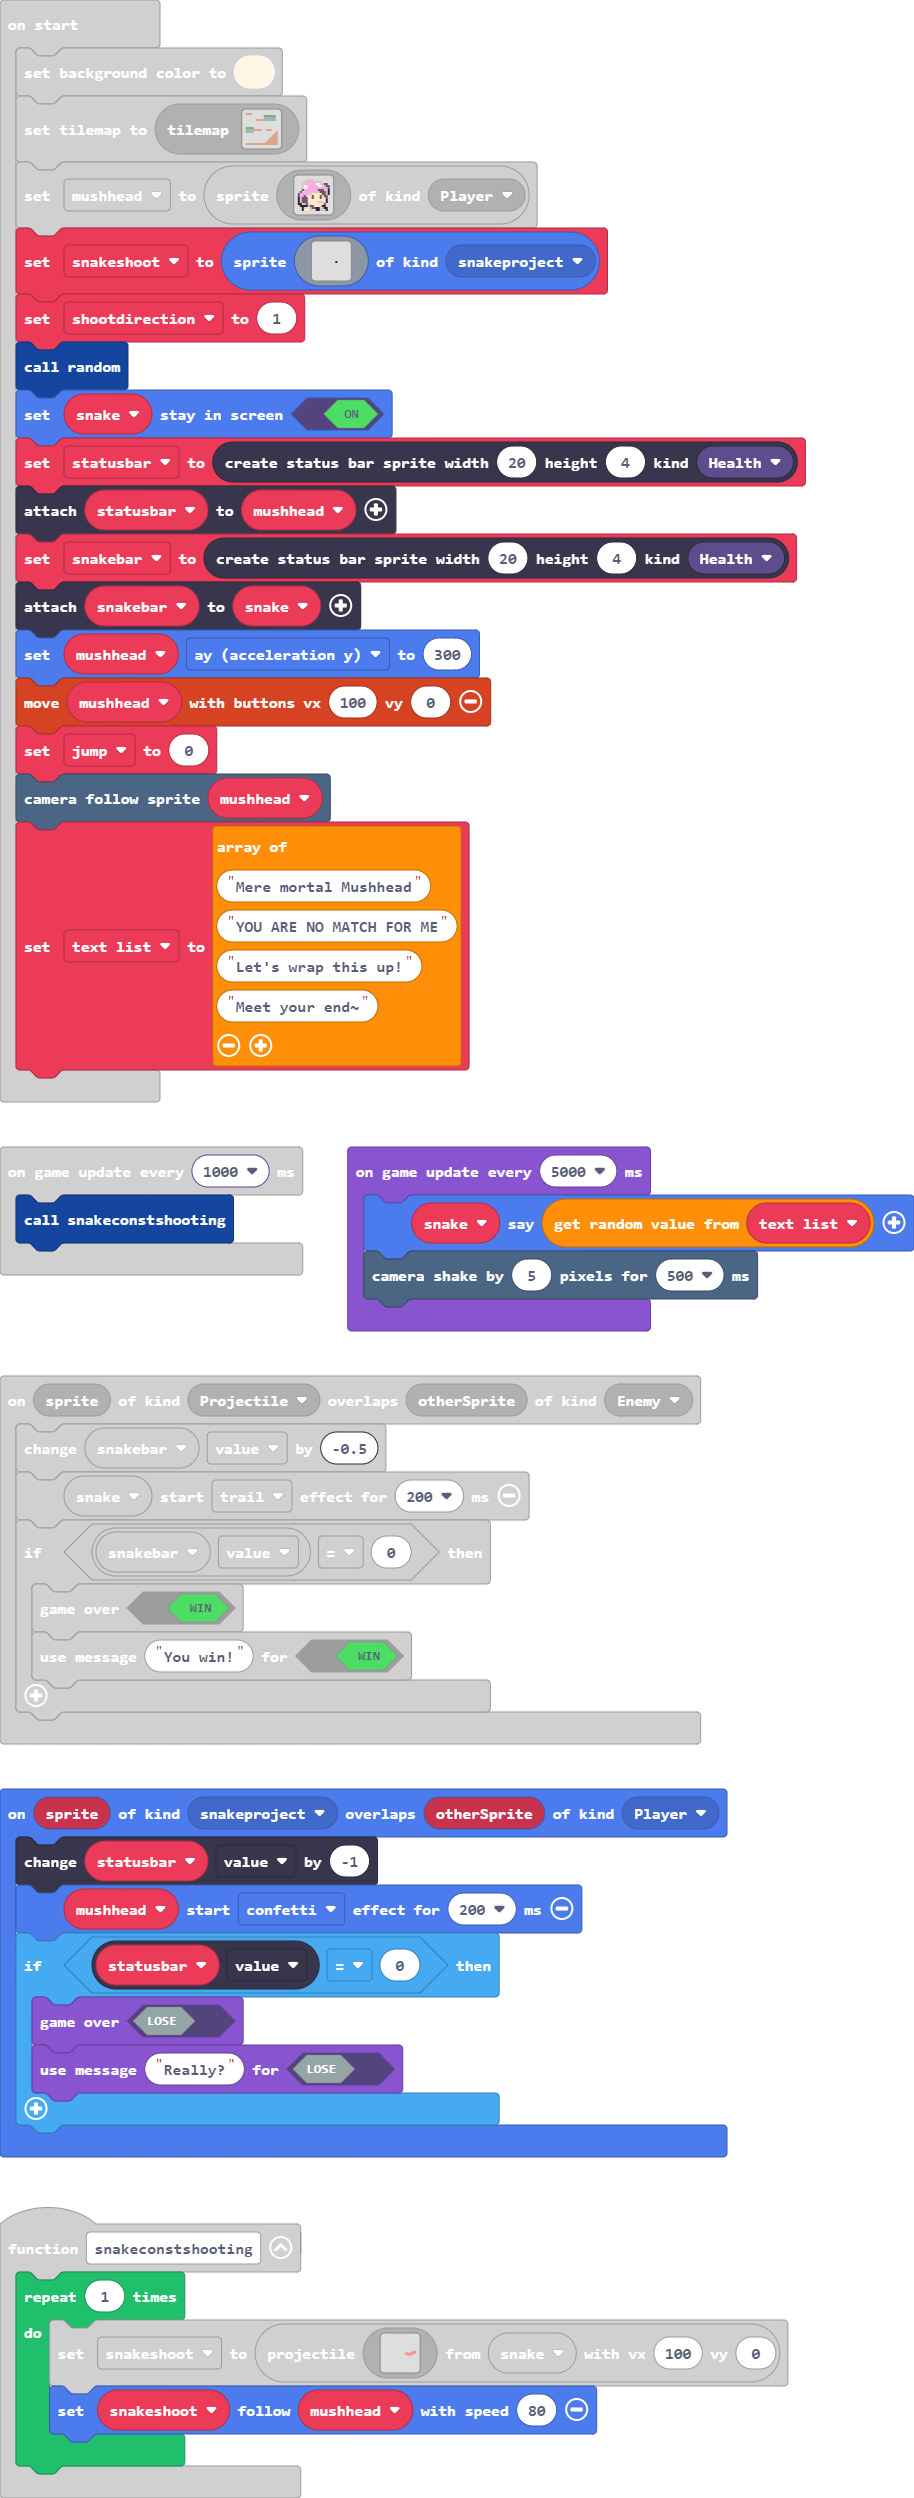 on start
set background color to
set tilemap to tilemap
set mushhead to sprite of kind Player
set snakeshoot to sprite of kind snakeproject
set shootdirection to 1
call random
set snake stay in screen ON
set statusbar to create status bar sprite width 20 height 4 kind Health
attach statusbar to mushhead
set snakebar to create status bar sprite width 20 height 4 kind Health
attach snakebar to snake
set mushhead ay (acceleration y) to 300
move mushhead with buttons vx 100 vy 0
set jump to 0
camera follow sprite mushhead
set text list to array of
"Mere mortal Mushhead"
"YOU ARE NO MATCH FOR ME"
"Let's wrap this up!"
"Meet your end~"
on game update every 1000 ms
call snakeconstshooting
on game update every 5000 ms
snake say get random value from text list
camera shake by 5 pixels for 500 ms
on sprite of kind Projectile overlaps otherSprite of kind Enemy
change snakebar value by -0.5
snake start trail effect for 200 ms
if snakebar value = 0 then
game over WIN
use message "You win!" for WIN
on sprite of kind snakeproject overlaps otherSprite of kind Player
change statusbar value by -1
mushhead start confetti effect for 200 ms
if statusbar value = 0 then
game over LOSE
use message "Really?" for LOSE
function snakeconstshooting
repeat 1 times
do
set snakeshoot to projectile from snake with vx 100 vy 0
set snakeshoot follow mushhead with speed 80